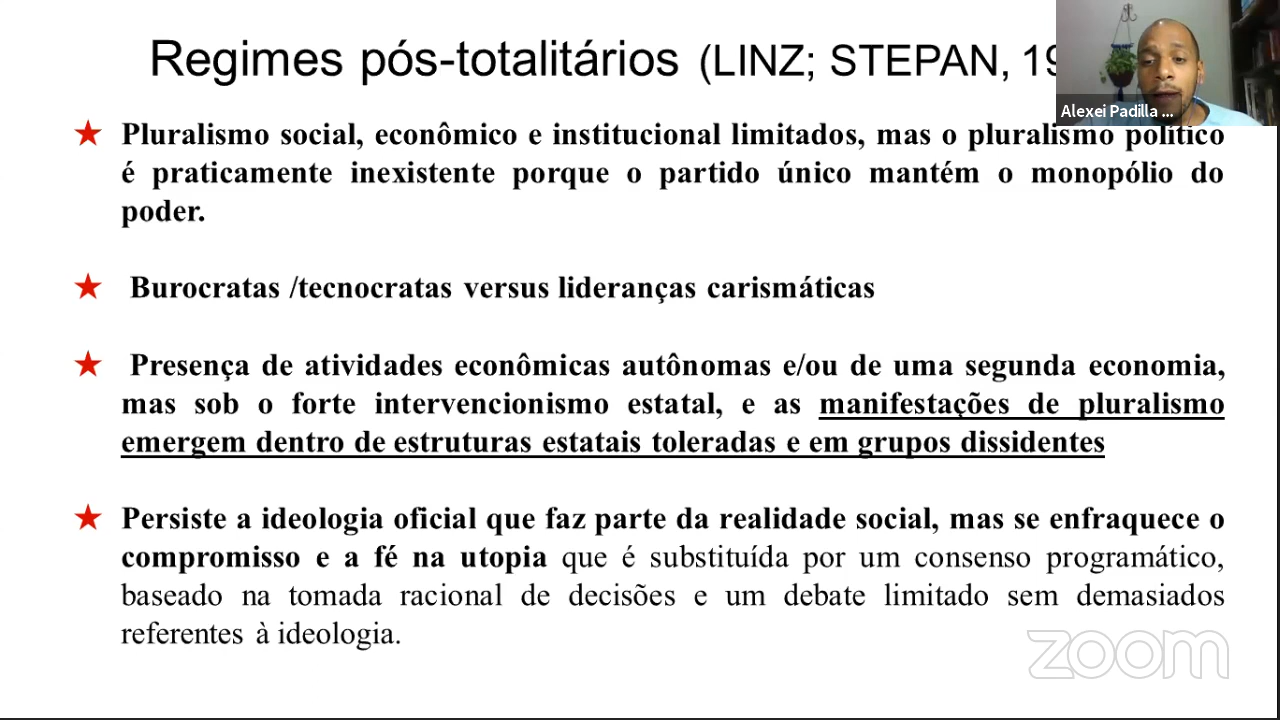 Regimes pós-totalitários (LINZ; STEPAN, 19
Alexei Padilla ...
★ Pluralismo social, econômico e institucional limitados, mas o pluralismo político
é praticamente inexistente porque o partido único mantém o monopólio do
poder.
★ Burocratas /tecnocratas versus lideranças carismáticas
★ Presença de atividades econômicas autônomas e/ou de uma segunda economia,
mas sob o forte intervencionismo estatal, e as manifestações de pluralismo
emergem dentro de estruturas estatais toleradas e em grupos dissidentes
★ Persiste a ideologia oficial que faz parte da realidade social, mas se enfraquece o
compromisso e a fé na utopia que é substituída por um consenso programático,
baseado na tomada racional de decisões e um debate limitado sem demasiados
referentes à ideologia.
zoom